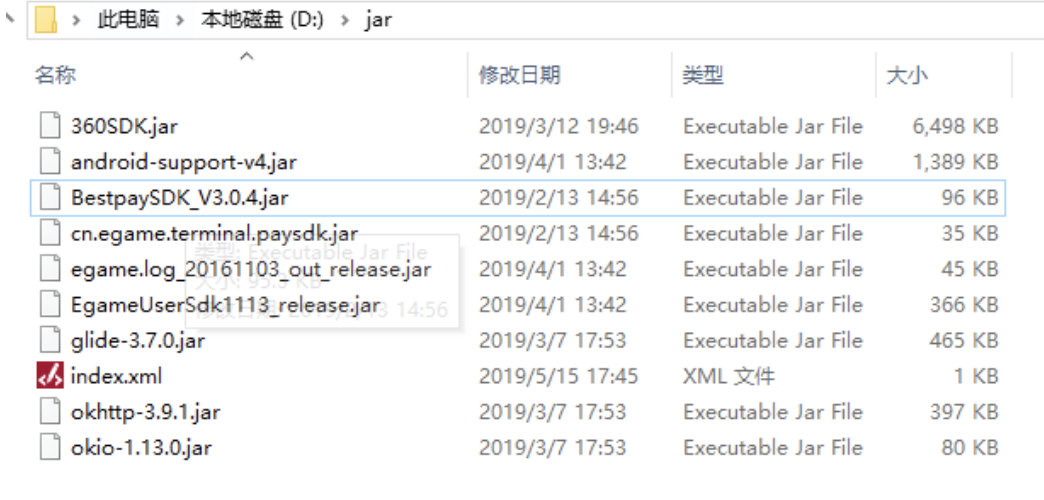 此电脑 › 本地磁盘 (D:) › jar
名称 修改日期 类型 大小
360SDK.jar 2019/3/12 19:46 Executable Jar File 6,498 KB
android-support-v4.jar 2019/4/1 13:42 Executable Jar File 1,389 KB
BestpaySDK_V3.0.4.jar 2019/2/13 14:56 Executable Jar File 96 KB
cn.egame.terminal.paysdk.jar 2019/2/13 14:56 Executable Jar File 35 KB
类型: Executable Jar File
egame.log_20161103_out_release.jar 2019/4/1 13:42 Executable Jar File 45 KB
大小: 95.5 KB
EgameUserSdk1113_release.jar 2019/4/1 13:42 Executable Jar File 366 KB
修改日期: 2019/2/13 14:56
glide-3.7.0.jar 2019/3/7 17:53 Executable Jar File 465 KB
index.xml 2019/5/15 17:45 XML 文件 1 KB
okhttp-3.9.1.jar 2019/3/7 17:53 Executable Jar File 397 KB
okio-1.13.0.jar 2019/3/7 17:53 Executable Jar File 80 KB